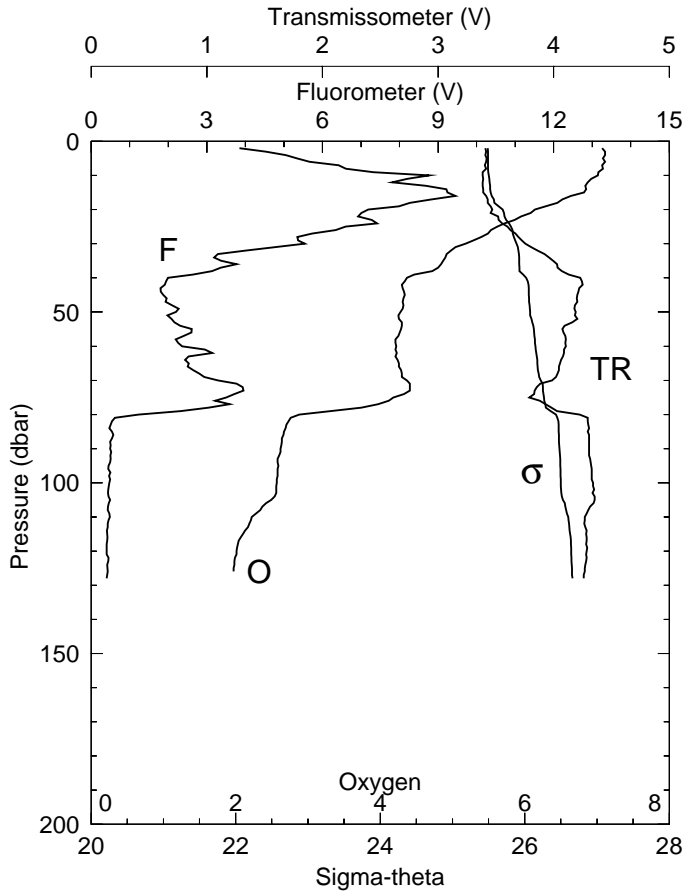 Transmissometer (V)
0 1 2 3 4 5
Fluorometer (V)
0 3 6 9 12 15
0
F
50
TR
Pressure (dbar)
σ
100
O
150
Oxygen
0 2 4 6 8
200
20 22 24 26 28
Sigma-theta